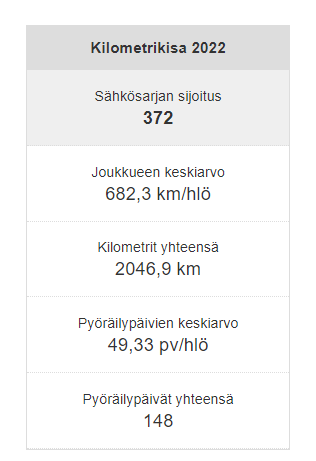 Kilometrikisa 2022
Sähkösarjan sijoitus
372
Joukkueen keskiarvo
682,3 km/hlö
Kilometrit yhteensä
2046,9 km
Pyöräilypäivien keskiarvo
49,33 pv/hlö
Pyöräilypäivät yhteensä
148